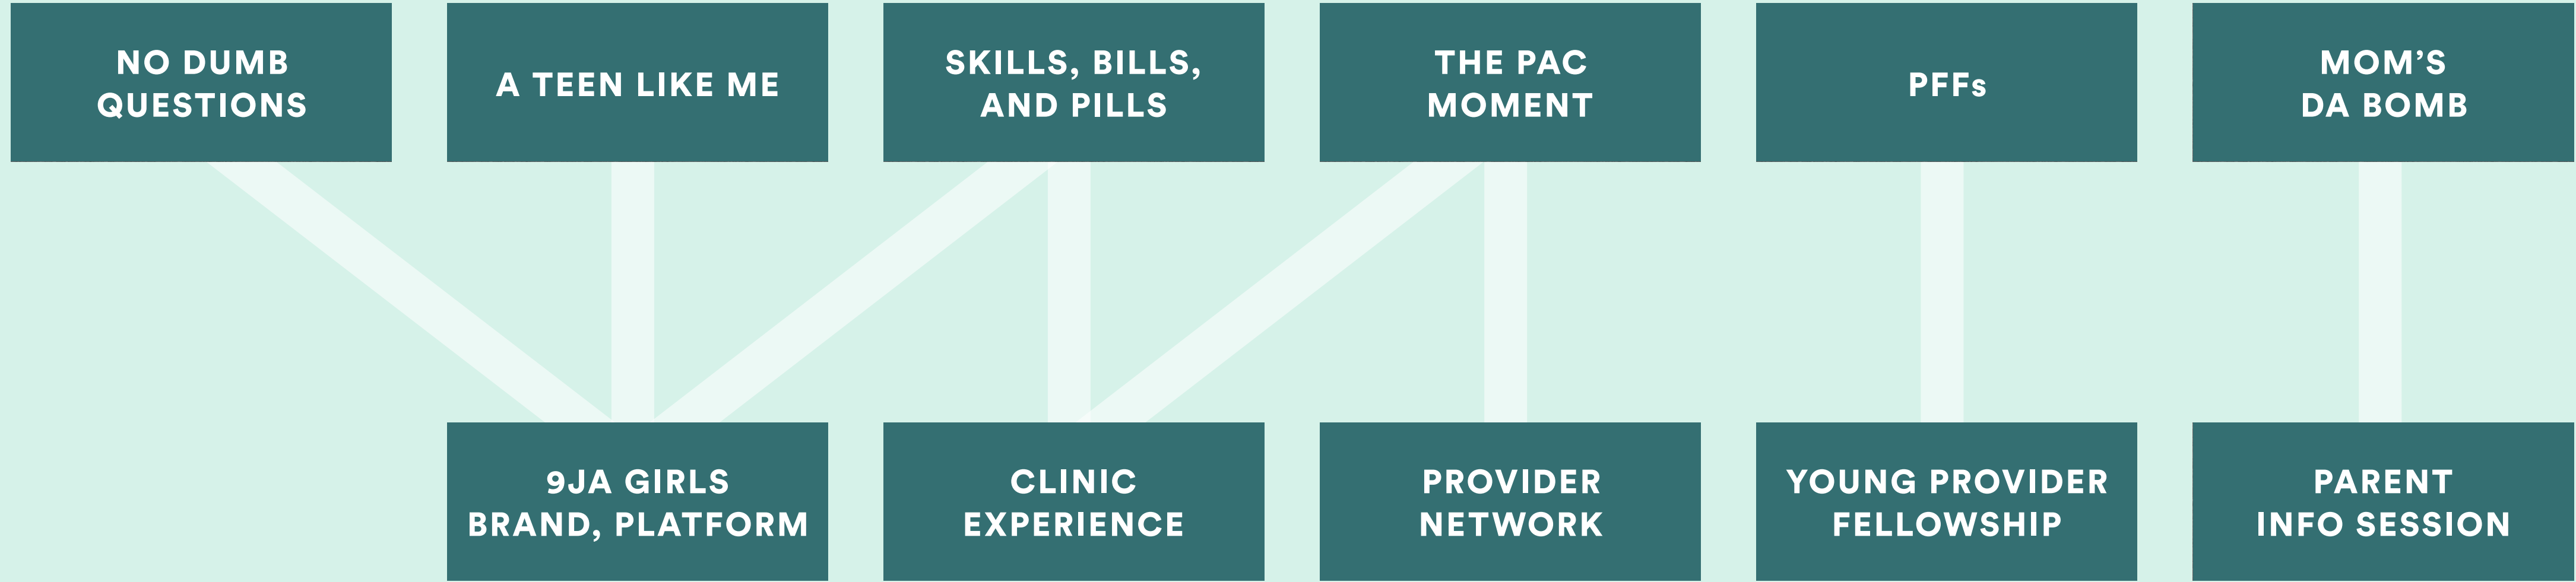 NO DUMB
QUESTIONS
A TEEN LIKE ME
SKILLS, BILLS,
AND PILLS
THE PAC
MOMENT
PFFs
MOM’S
DA BOMB
9JA GIRLS
BRAND, PLATFORM
CLINIC
EXPERIENCE
PROVIDER
NETWORK
YOUNG PROVIDER
FELLOWSHIP
PARENT
INFO SESSION